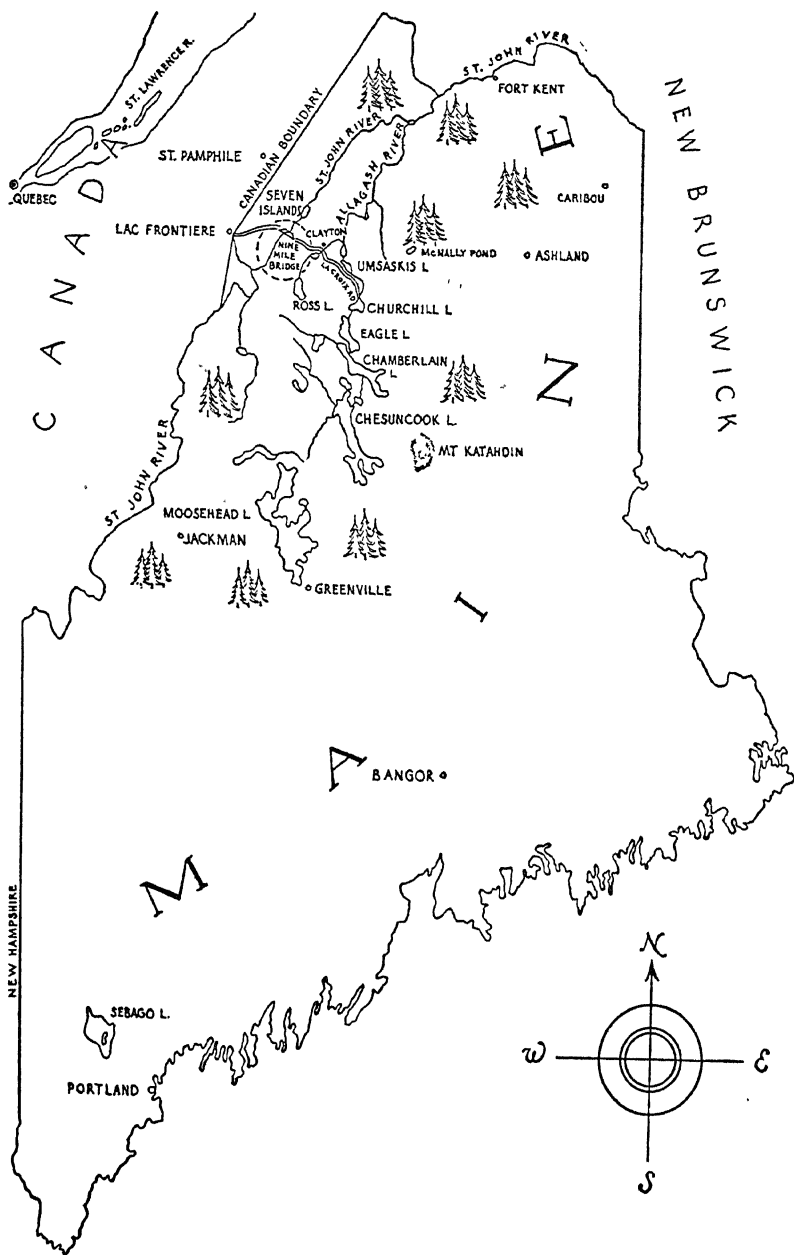 ST. LAWRENCE R.
ST. JOHN RIVER
FORT KENT
NEW BRUNSWICK
CANADA
ST. PAMPHILE
CANADIAN BOUNDARY
ST. JOHN RIVER
ALLAGASH RIVER
QUEBEC
SEVEN
ISLANDS
CARIBOU
LAC FRONTIERE
CLAYTON
NINE
MILE
BRIDGE
LACROIX RD
MCNALLY POND
ASHLAND
UMSASKIS L
ROSS L.
CHURCHILL L
EAGLE L
CHAMBERLAIN
L
CHESUNCOOK L.
MT KATAHDIN
ST. JOHN RIVER
MOOSEHEAD L
JACKMAN
GREENVILLE
MAINE
BANGOR
NEW HAMPSHIRE
SEBAGO L.
PORTLAND
N
W
E
S